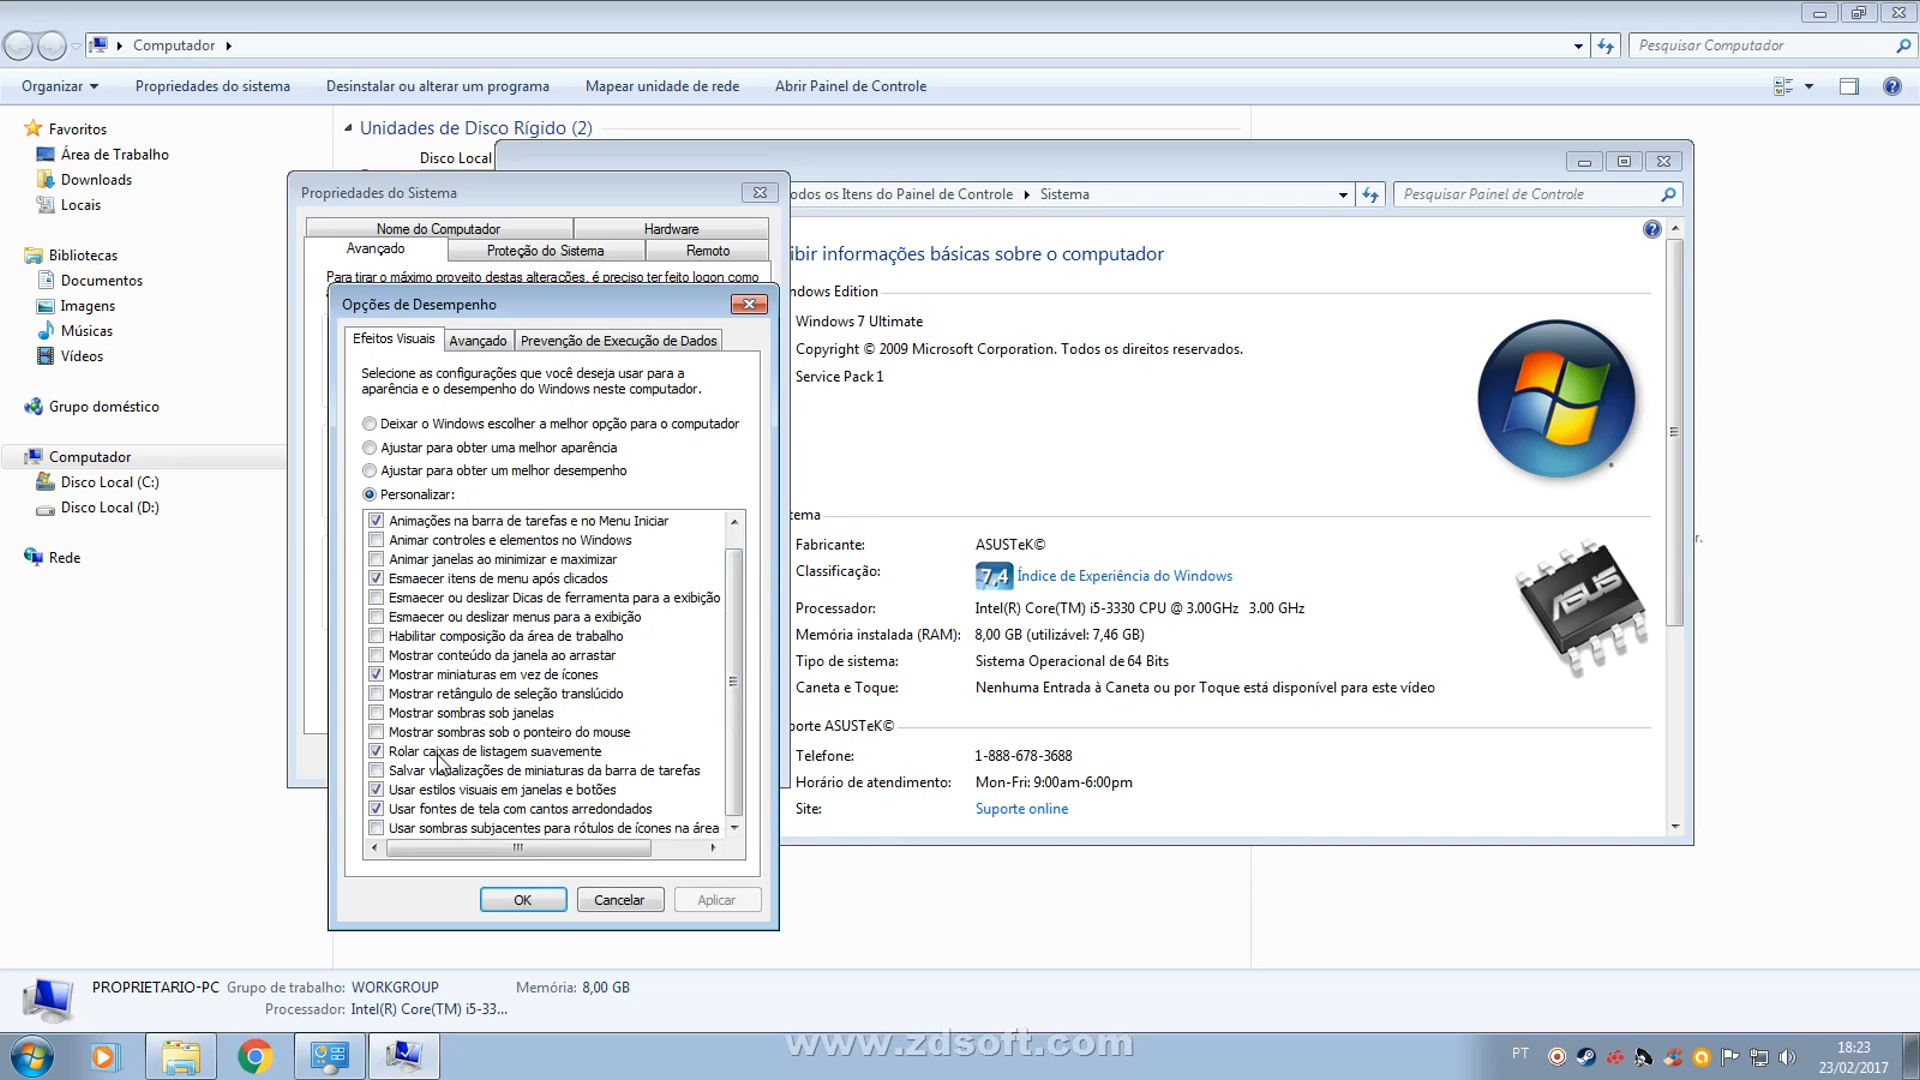 Computador
Pesquisar Computador
Organizar
Propriedades do sistema
Desinstalar ou alterar um programa
Mapear unidade de rede
Abrir Painel de Controle
Favoritos
Área de Trabalho
Downloads
Locais
Bibliotecas
Documentos
Imagens
Músicas
Vídeos
Grupo doméstico
Computador
Disco Local (C:)
Disco Local (D:)
Rede
Unidades de Disco Rígido (2)
Disco Local
Propriedades do Sistema
Nome do Computador
Hardware
Avançado
Proteção do Sistema
Remoto
Para tirar o máximo proveito destas alterações, é preciso ter feito logon como
Opções de Desempenho
Efeitos Visuais
Avançado
Prevenção de Execução de Dados
Selecione as configurações que você deseja usar para a
aparência e o desempenho do Windows neste computador.
Deixar o Windows escolher a melhor opção para o computador
Ajustar para obter uma melhor aparência
Ajustar para obter um melhor desempenho
Personalizar:
Animações na barra de tarefas e no Menu Iniciar
Animar controles e elementos no Windows
Animar janelas ao minimizar e maximizar
Esmaecer itens de menu após clicados
Esmaecer ou deslizar Dicas de ferramenta para a exibição
Esmaecer ou deslizar menus para a exibição
Habilitar composição da área de trabalho
Mostrar conteúdo da janela ao arrastar
Mostrar miniaturas em vez de ícones
Mostrar retângulo de seleção translúcido
Mostrar sombras sob janelas
Mostrar sombras sob o ponteiro do mouse
Rolar caixas de listagem suavemente
Salvar visualizações de miniaturas da barra de tarefas
Usar estilos visuais em janelas e botões
Usar fontes de tela com cantos arredondados
Usar sombras subjacentes para rótulos de ícones na área
OK
Cancelar
Aplicar
odos os Itens do Painel de Controle
Sistema
Pesquisar Painel de Controle
ibir informações básicas sobre o computador
ndows Edition
Windows 7 Ultimate
Copyright © 2009 Microsoft Corporation. Todos os direitos reservados.
Service Pack 1
tema
Fabricante: ASUSTeK©
Classificação: 7,4 Índice de Experiência do Windows
Processador: Intel(R) Core(TM) i5-3330 CPU @ 3.00GHz 3.00 GHz
Memória instalada (RAM): 8,00 GB (utilizável: 7,46 GB)
Tipo de sistema: Sistema Operacional de 64 Bits
Caneta e Toque: Nenhuma Entrada à Caneta ou por Toque está disponível para este vídeo
porte ASUSTeK©
Telefone: 1-888-678-3688
Horário de atendimento: Mon-Fri: 9:00am-6:00pm
Site: Suporte online
ASUS
r.
PROPRIETARIO-PC Grupo de trabalho: WORKGROUP Memória: 8,00 GB
Processador: Intel(R) Core(TM) i5-33...
www.zdsoft.com
PT
18:23
23/02/2017